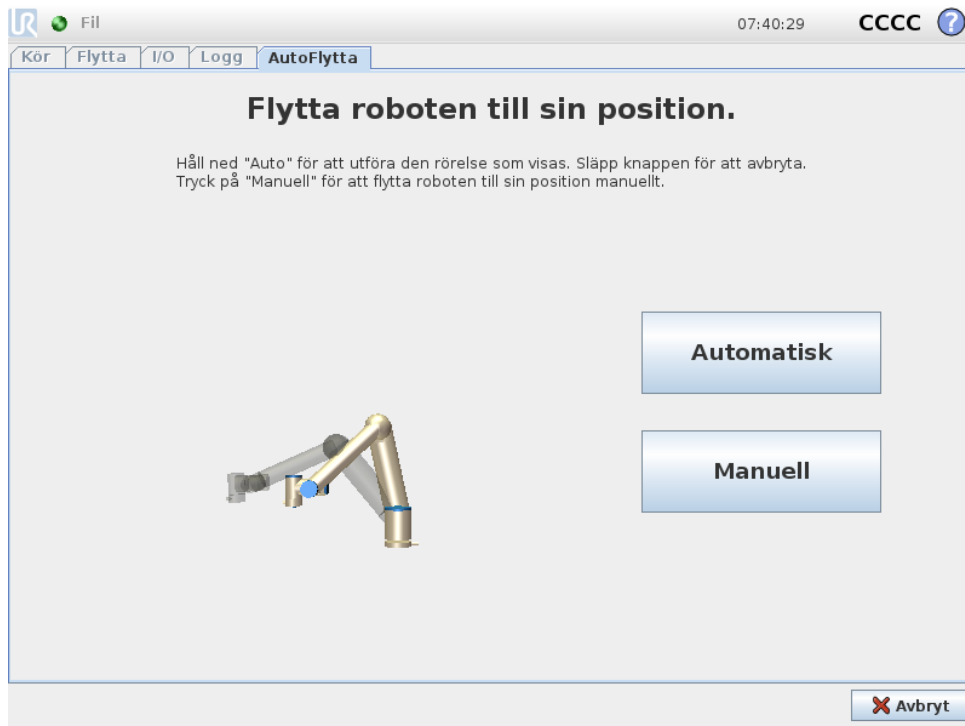 UR Fil 07:40:29 CCCC ?
Kör Flytta I/O Logg AutoFlytta
Flytta roboten till sin position.
Håll ned "Auto" för att utföra den rörelse som visas. Släpp knappen för att avbryta.
Tryck på "Manuell" för att flytta roboten till sin position manuellt.
Automatisk
Manuell
Avbryt